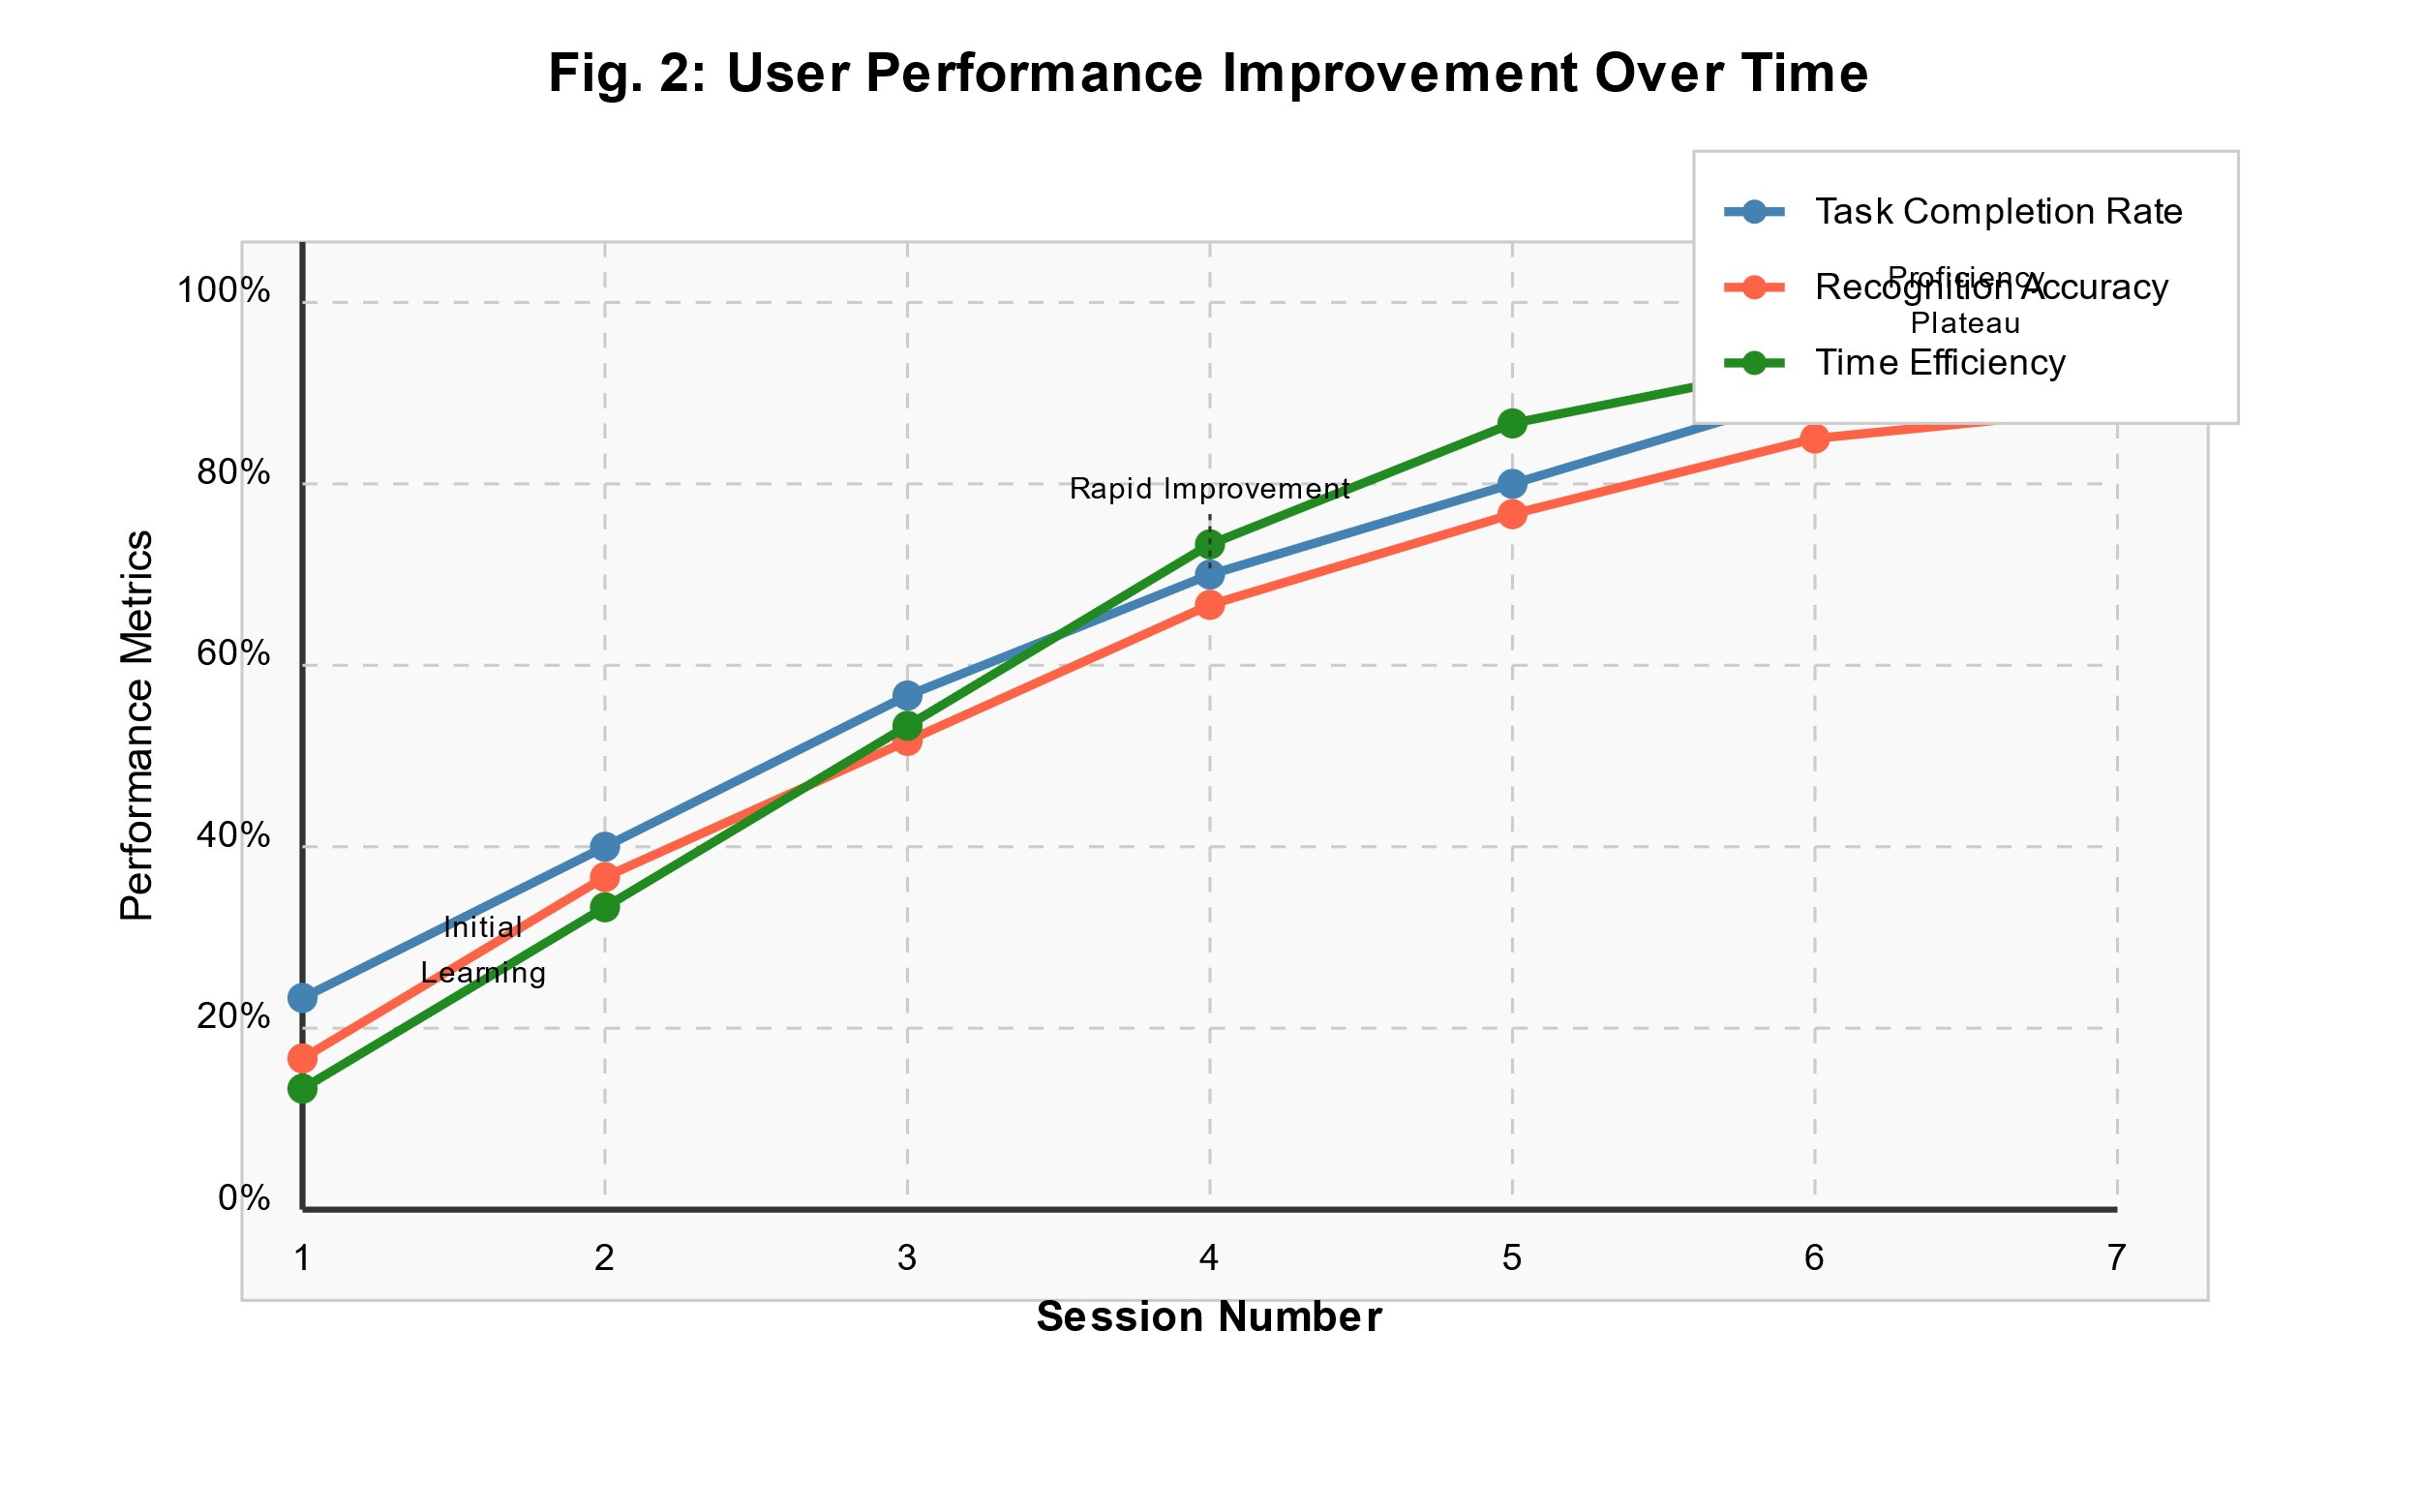 Fig. 2: User Performance Improvement Over Time
Task Completion Rate
Proficiency
Recognition Accuracy
Plateau
Time Efficiency
100%
80%
60%
40%
20%
0%
Performance Metrics
Rapid Improvement
Initial
Learning
1 2 3 4 5 6 7
Session Number